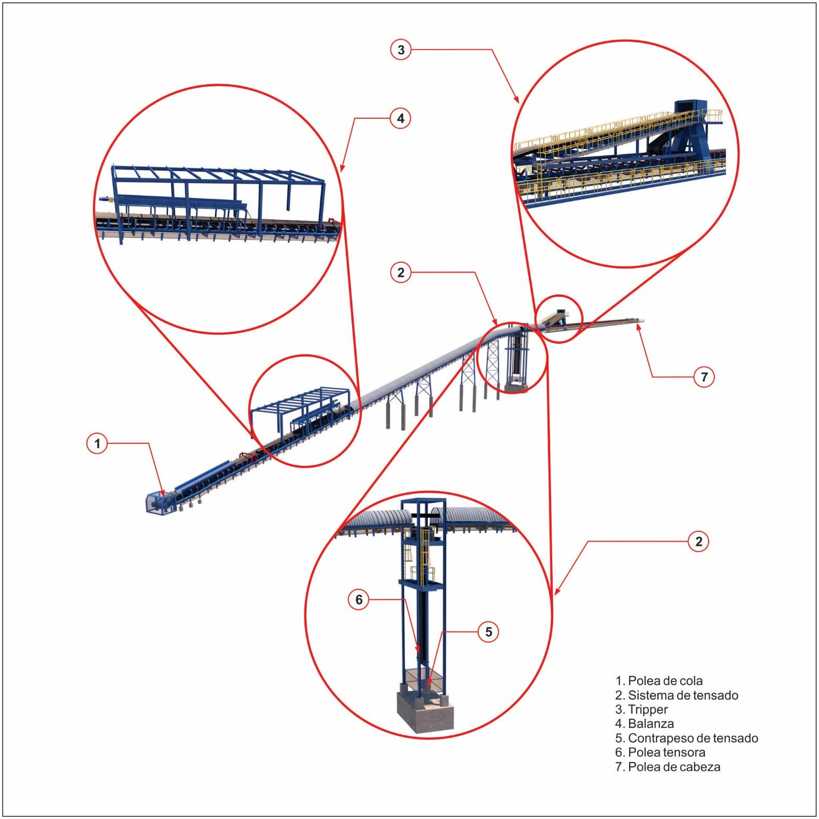 3
4
2
7
1
2
6
5
1. Polea de cola
2. Sistema de tensado
3. Tripper
4. Balanza
5. Contrapeso de tensado
6. Polea tensora
7. Polea de cabeza